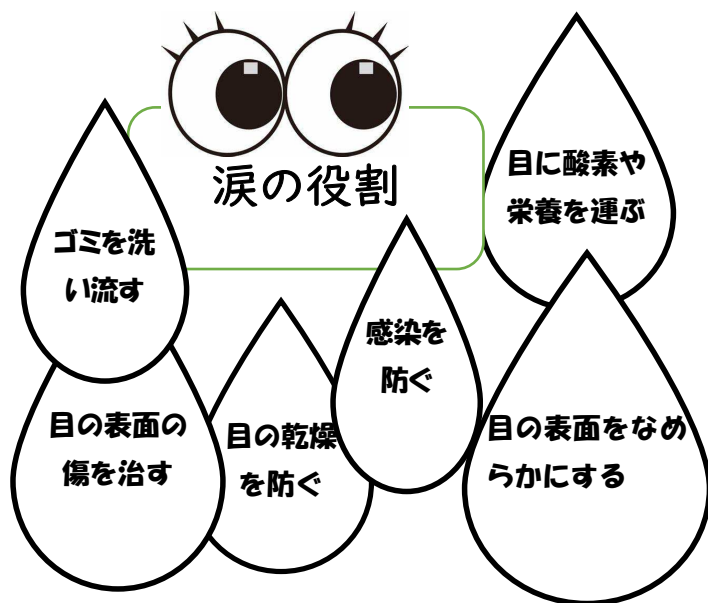 涙の役割
目に酸素や
栄養を運ぶ
ゴミを洗
い流す
感染を
防ぐ
目の表面の
傷を治す
目の乾燥
を防ぐ
目の表面をなめ
らかにする